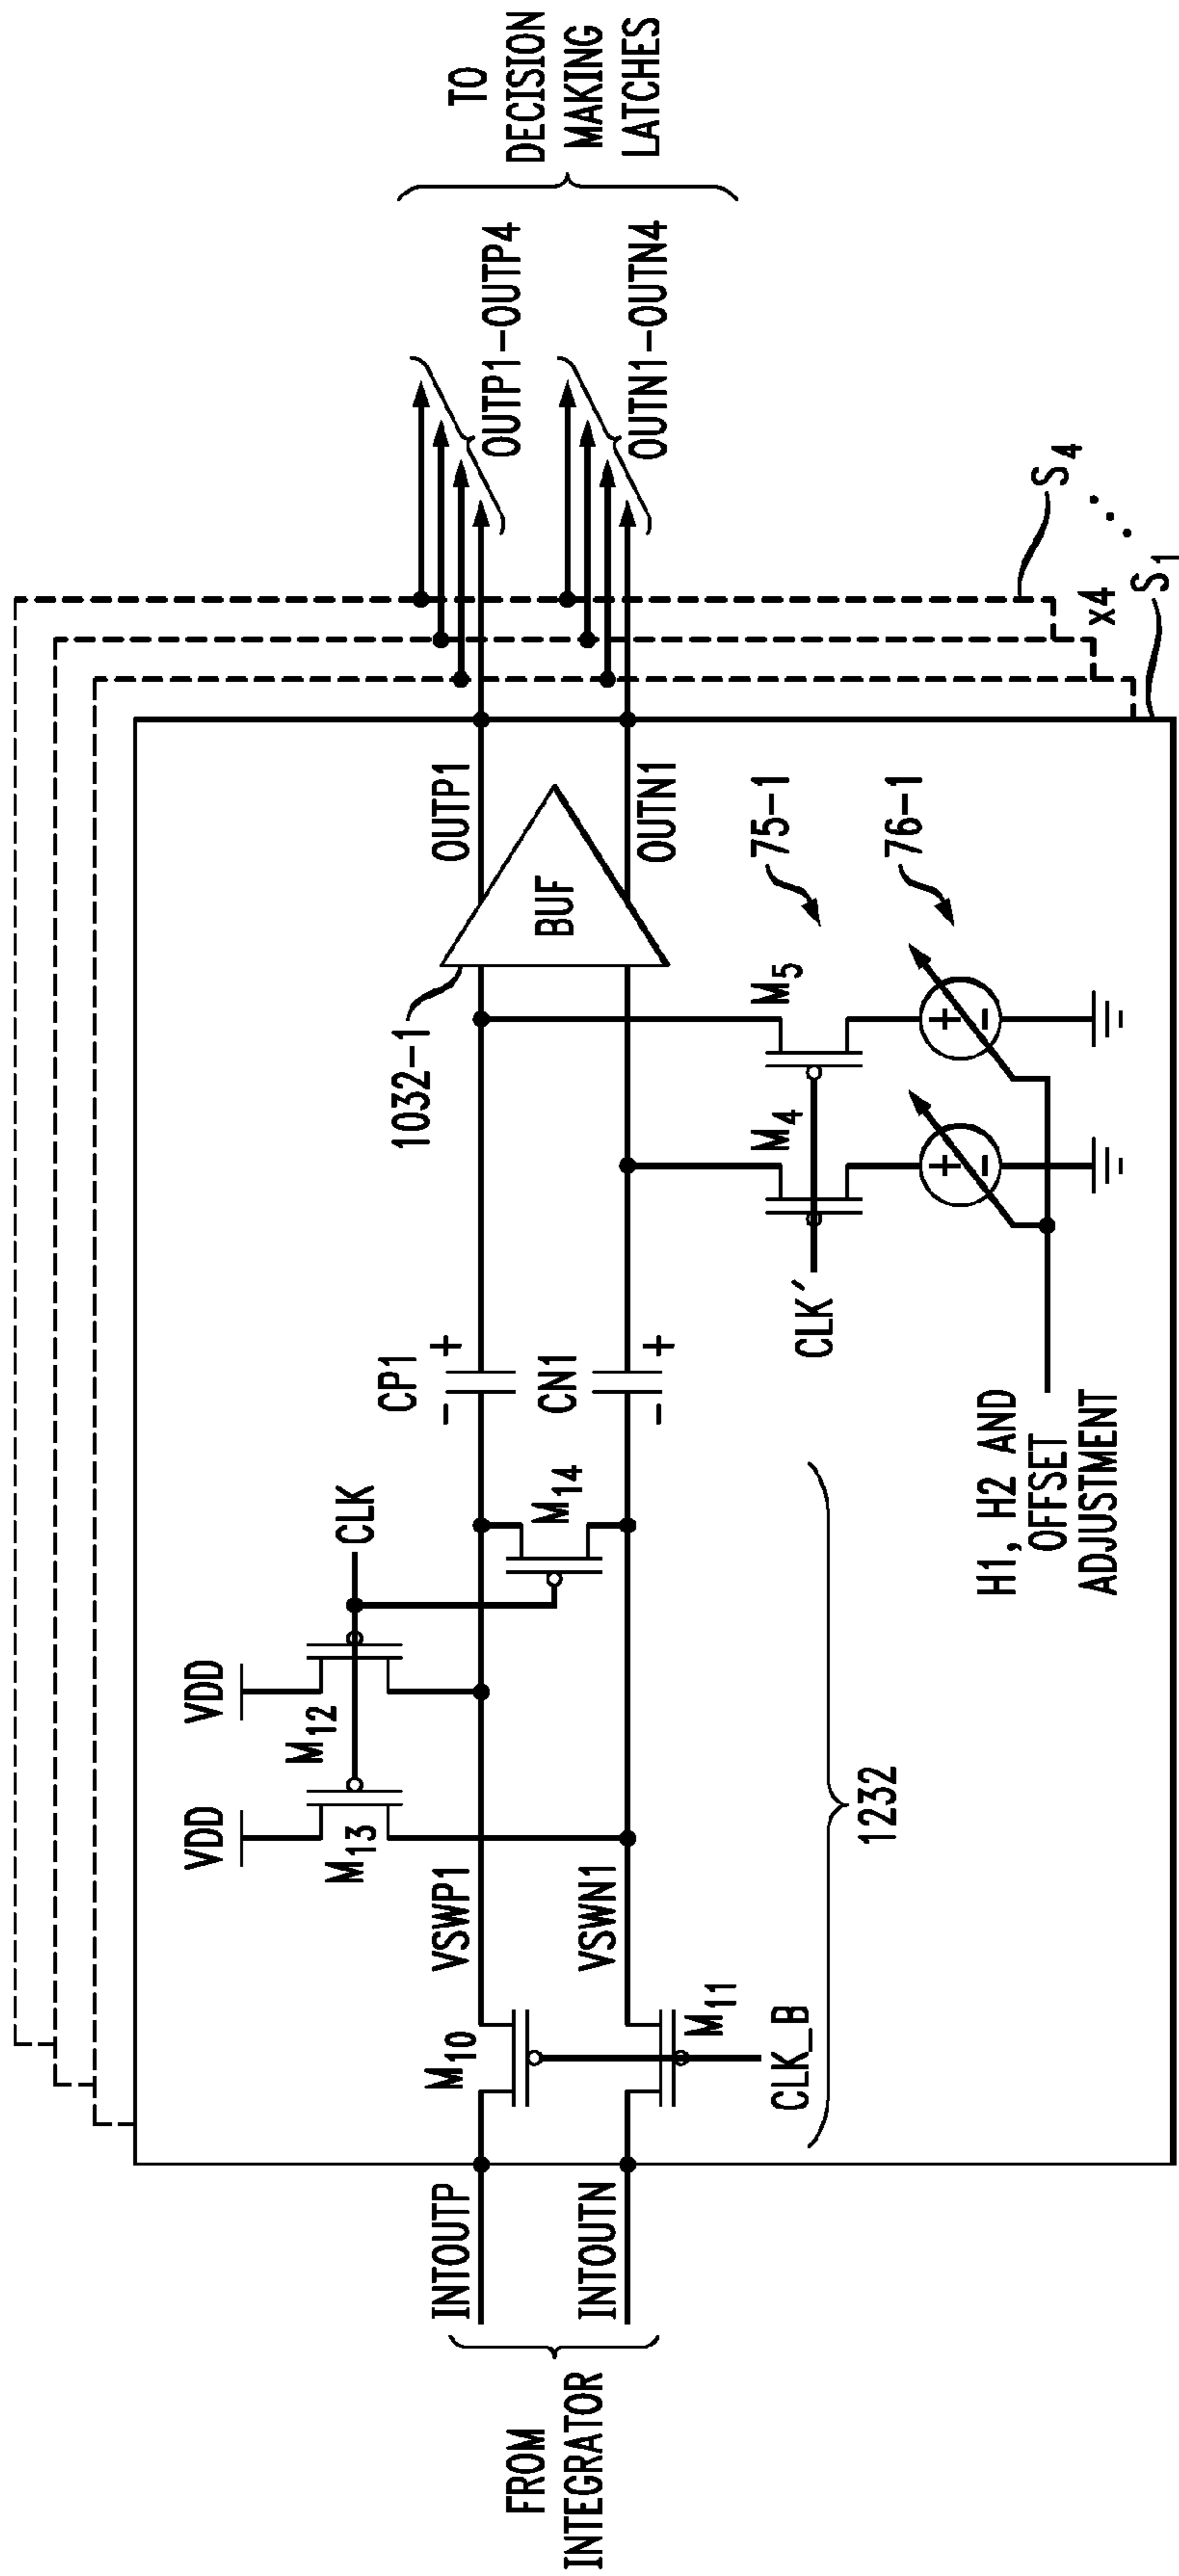 FROM
INTEGRATOR
INTOUTP
INTOUTN
VDD
VDD
M13
M12
CLK
VSWP1
VSWN1
M10
M11
CLK_B
M14
CP1
- +
CN1
- +
1232
1032-1
BUF
OUTP1
OUTN1
M4
M5
CLK′
75-1
76-1
+
-
+
-
H1, H2 AND
OFFSET
ADJUSTMENT
OUTP1-OUTP4
OUTN1-OUTN4
TO
DECISION
MAKING
LATCHES
S4
x4
S1